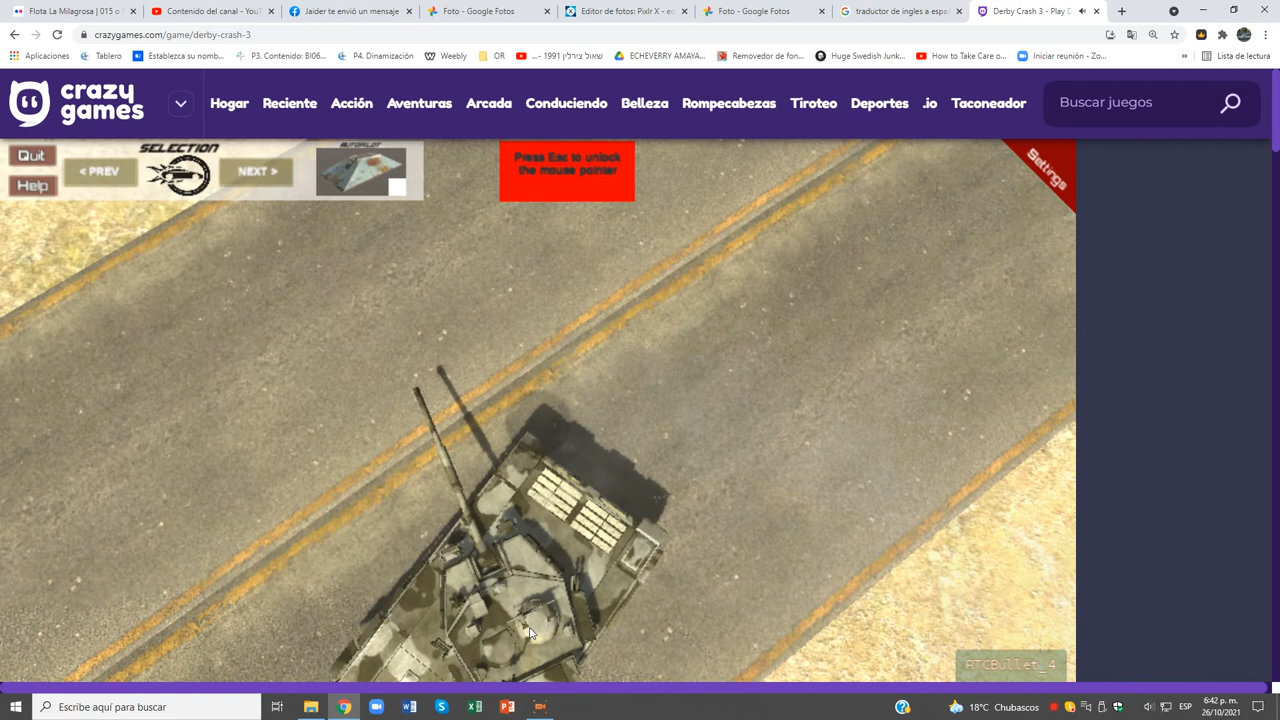 Flota La Milagrosa | 015 o D
Contenido del canal - YouT
Jaider te envió un mensaje
Foto - Google Fotos
Editor de fotos: Pixlr X - ed
Foto - Google Fotos
traductor de ingles a espa
Derby Crash 3 - Play D
crazygames.com/game/derby-crash-3
Aplicaciones
Tablero
Establezca su nomb...
P3. Contenido: BI06...
P4. Dinamización
Weebly
OR
שאול צירלין 1991 -...
ECHEVERRY AMAYA...
Removedor de fon...
Huge Swedish Junk...
How to Take Care o...
Iniciar reunión - Zo...
»
Lista de lectura
crazy games
Hogar
Reciente
Acción
Aventuras
Arcada
Conduciendo
Belleza
Rompecabezas
Tiroteo
Deportes
.io
Taconeador
Buscar juegos
Quit
Help
< PREV
SELECTION
NEXT >
AUTOPILOT
Press Esc to unlock
the mouse pointer
Settings
RTCBullet_4
Escribe aquí para buscar
18°C Chubascos
ESP
6:42 p. m.
26/10/2021